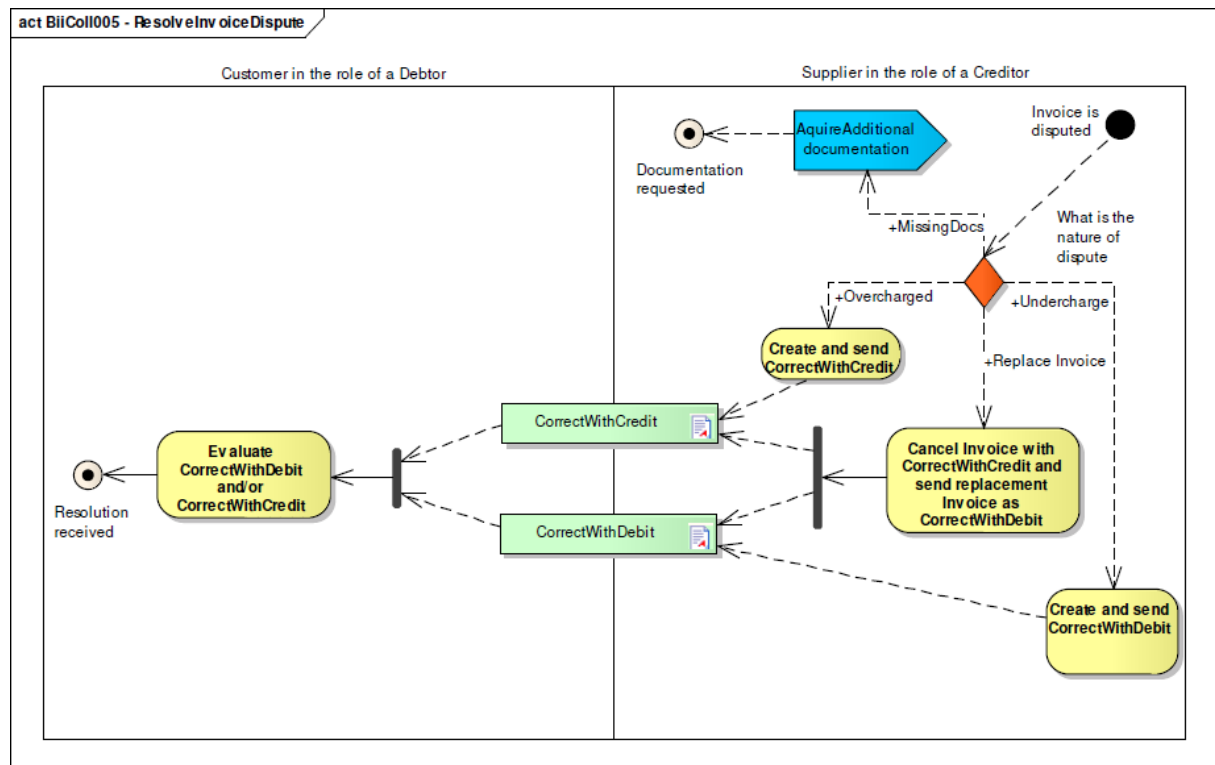 act BiiColl005 - ResolveInvoiceDispute
Customer in the role of a Debtor
Supplier in the role of a Creditor
AquireAdditional
documentation
Invoice is
disputed
Documentation
requested
+MissingDocs
What is the
nature of
dispute
+Overcharged
+Undercharge
Create and send
CorrectWithCredit
+Replace Invoice
CorrectWithCredit
Evaluate
CorrectWithDebit
and/or
CorrectWithCredit
Cancel Invoice with
CorrectWithCredit and
send replacement
Invoice as
CorrectWithDebit
Resolution
received
CorrectWithDebit
Create and send
CorrectWithDebit